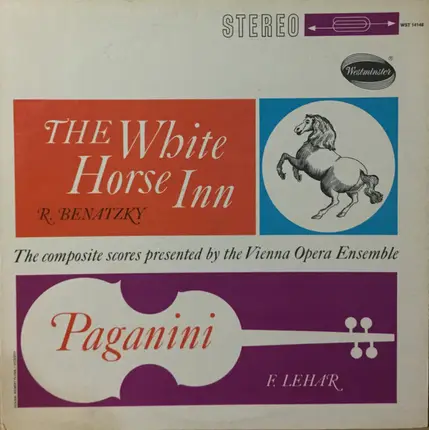 STEREO
WST 14148
Westminster
THE White
Horse Inn
R. BENATZKY
The composite scores presented by the Vienna Opera Ensemble
Paganini
F. LEHÁR